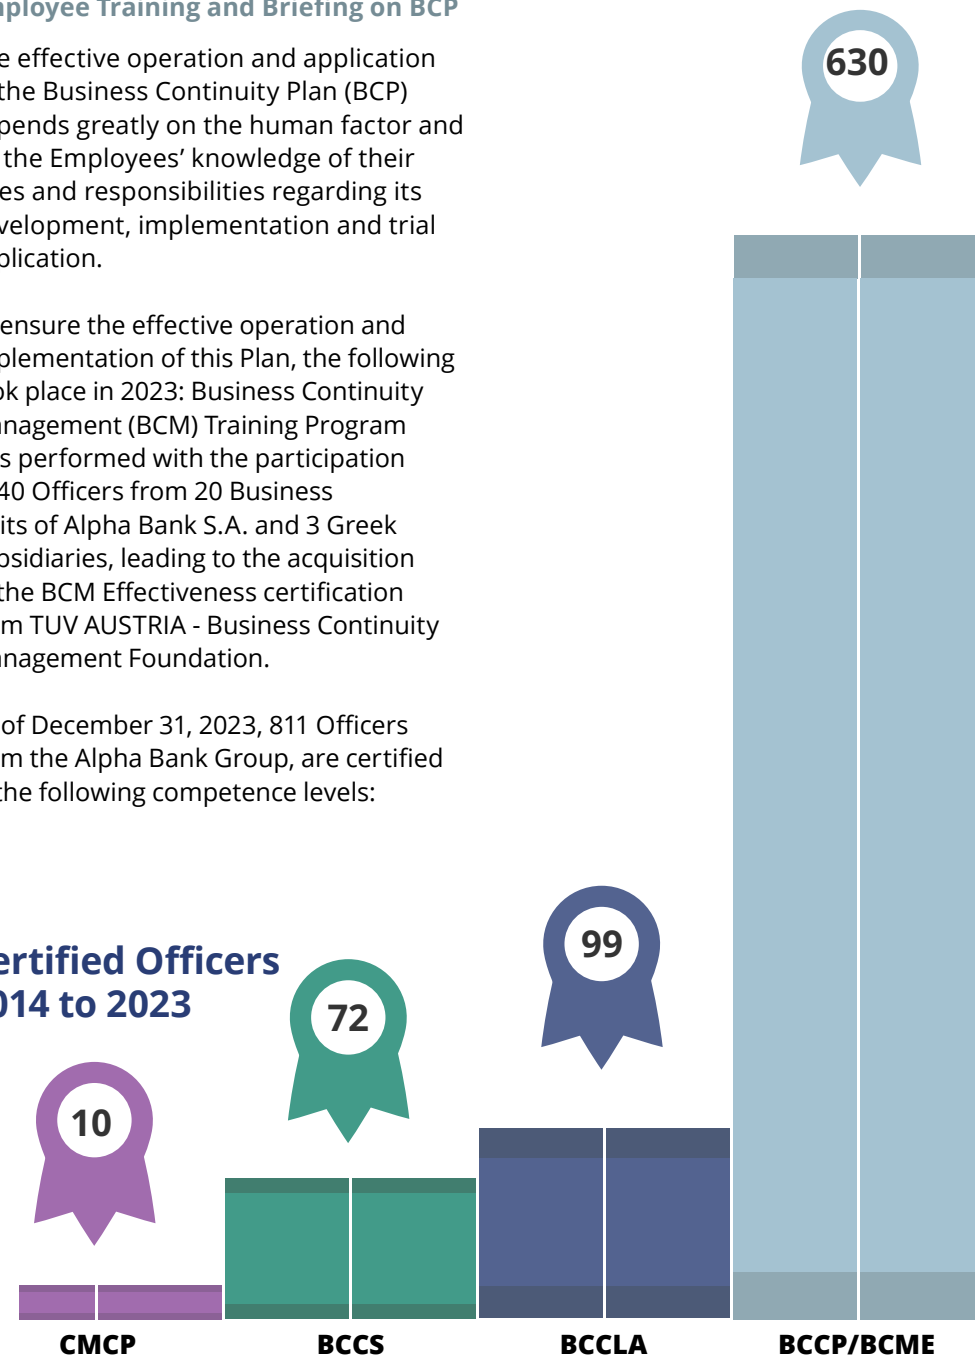 mployee Training and Briefing on BCP
e effective operation and application
the Business Continuity Plan (BCP)
pends greatly on the human factor and
the Employees’ knowledge of their
es and responsibilities regarding its
velopment, implementation and trial
plication.
ensure the effective operation and
plementation of this Plan, the following
ok place in 2023: Business Continuity
anagement (BCM) Training Program
s performed with the participation
40 Officers from 20 Business
its of Alpha Bank S.A. and 3 Greek
bsidiaries, leading to the acquisition
the BCM Effectiveness certification
m TUV AUSTRIA - Business Continuity
anagement Foundation.
of December 31, 2023, 811 Officers
m the Alpha Bank Group, are certified
the following competence levels:
ertified Officers
014 to 2023
630
99
72
10
CMCP
BCCS
BCCLA
BCCP/BCME